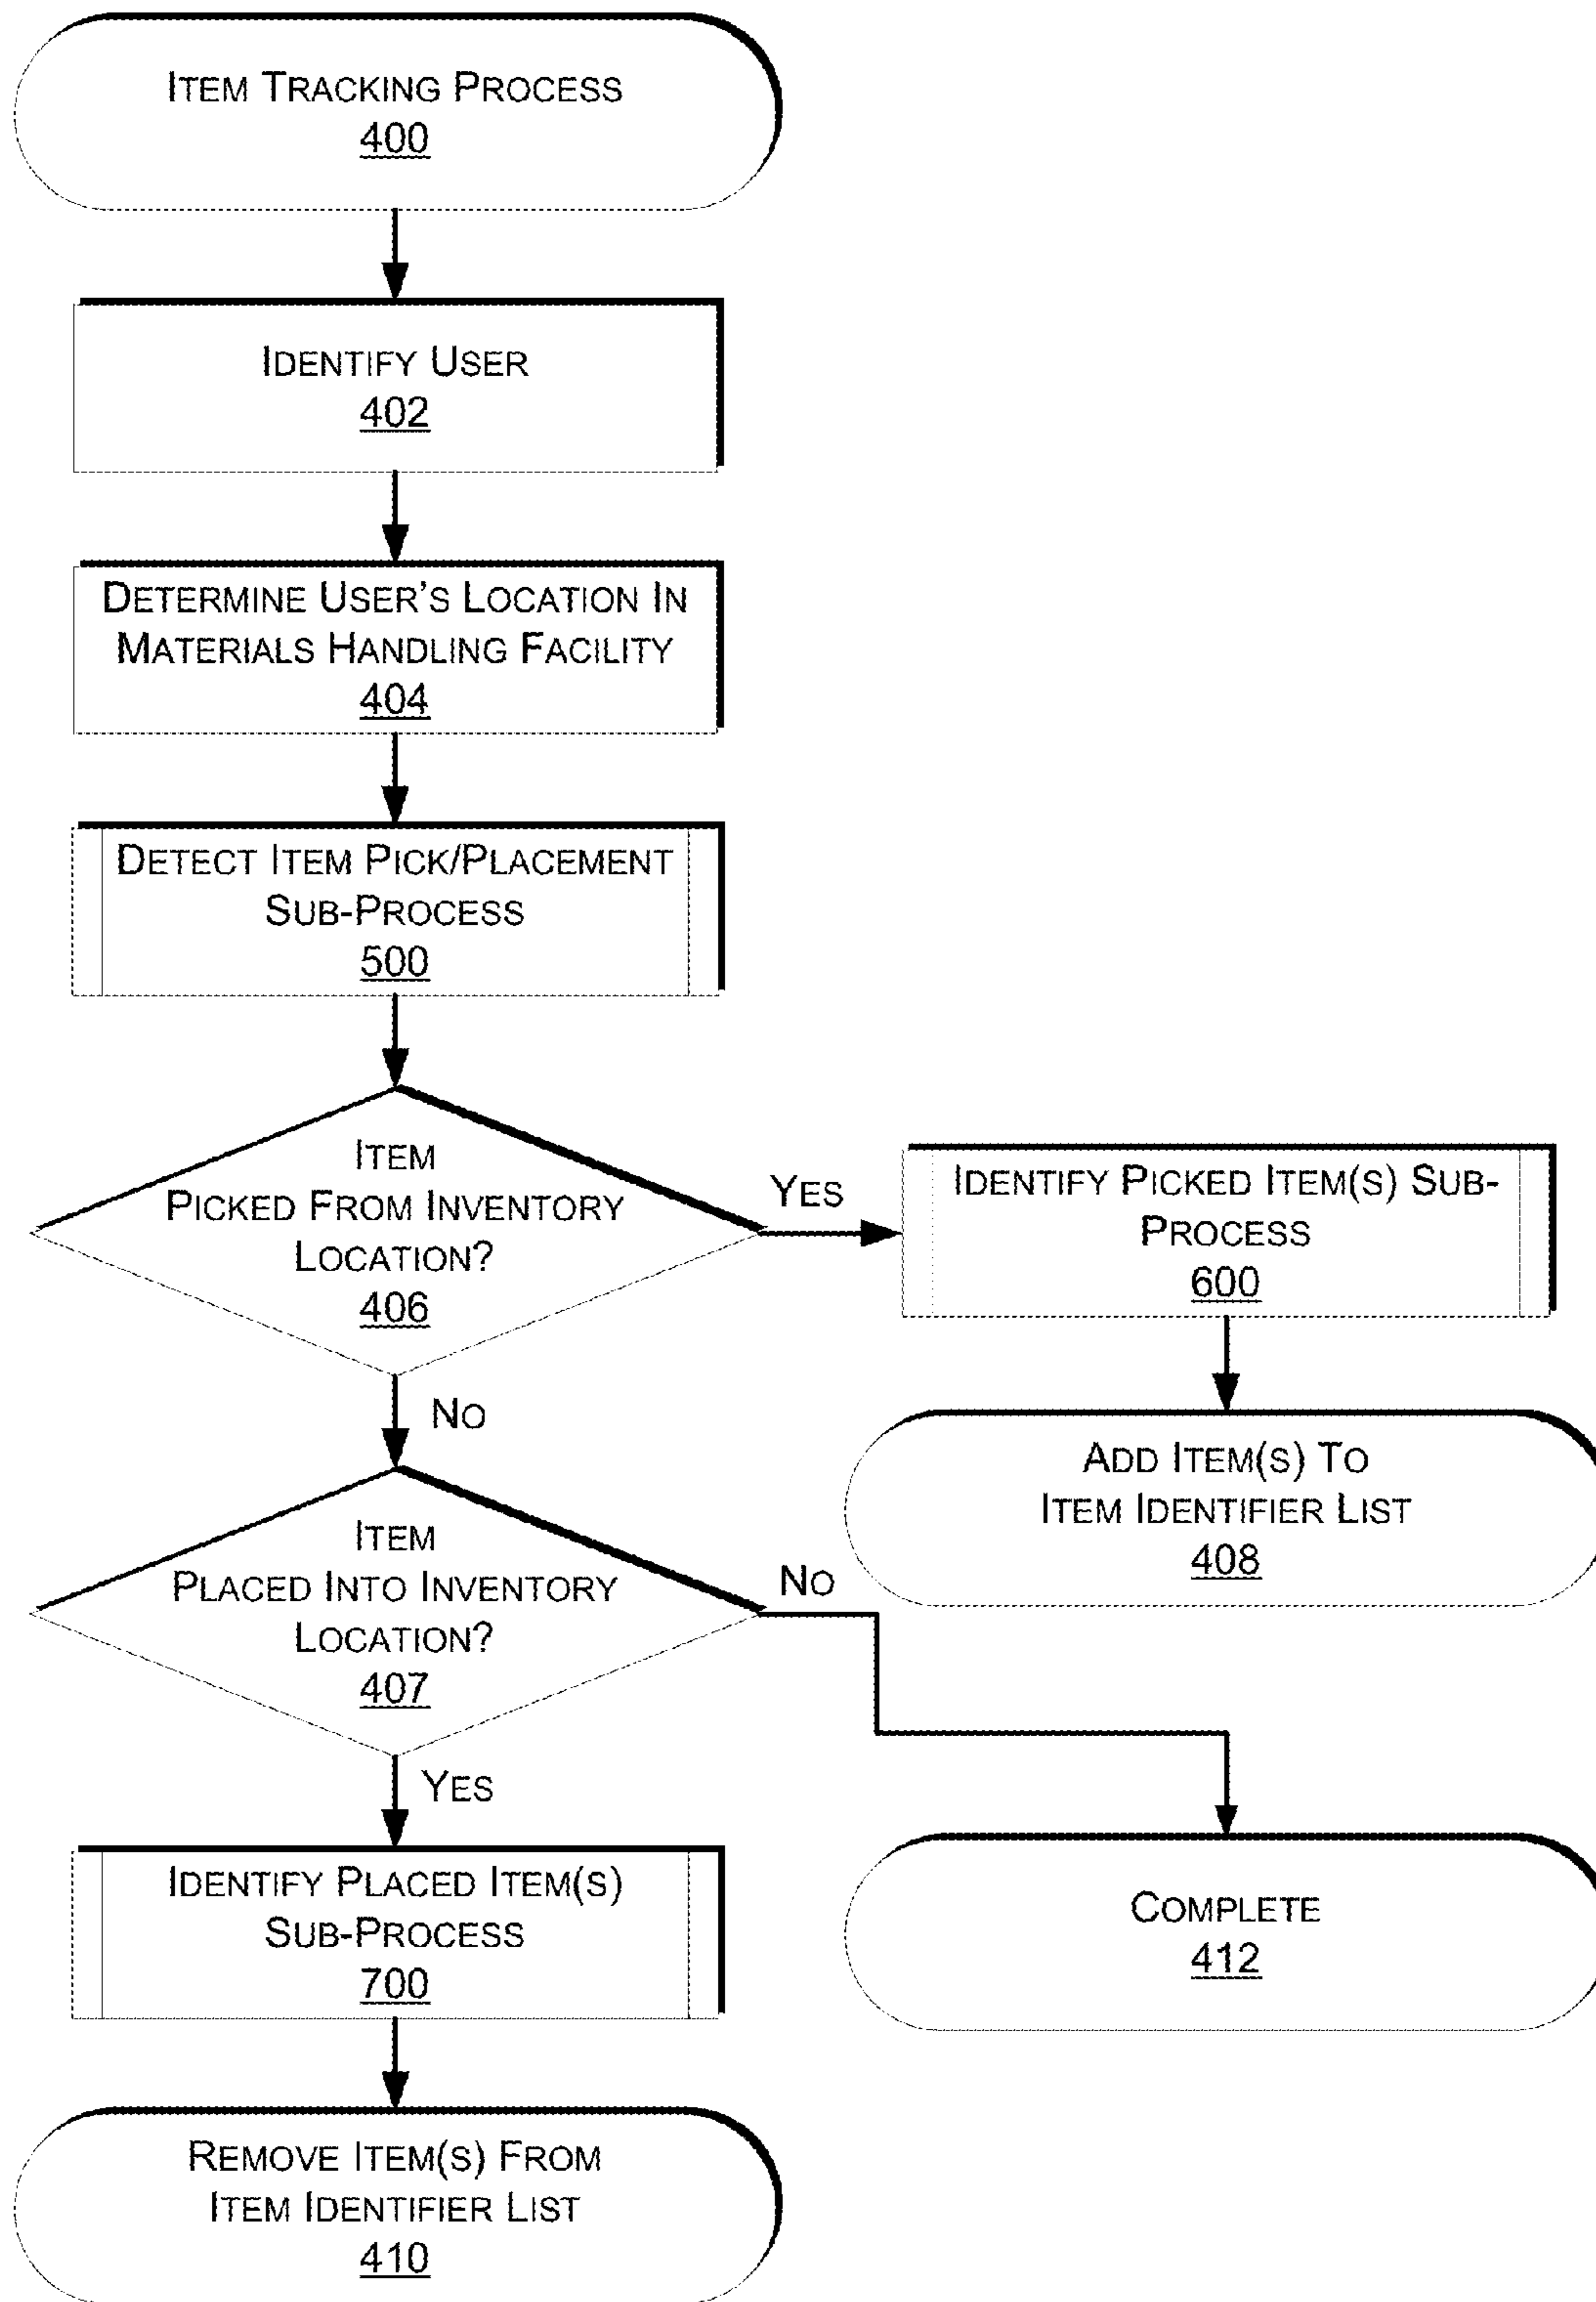 ITEM TRACKING PROCESS
400
IDENTIFY USER
402
DETERMINE USER'S LOCATION IN
MATERIALS HANDLING FACILITY
404
DETECT ITEM PICK/PLACEMENT
SUB-PROCESS
500
ITEM
PICKED FROM INVENTORY
LOCATION?
406
YES
IDENTIFY PICKED ITEM(S) SUB-
PROCESS
600
NO
ADD ITEM(S) TO
ITEM IDENTIFIER LIST
408
ITEM
PLACED INTO INVENTORY
LOCATION?
407
NO
YES
IDENTIFY PLACED ITEM(S)
SUB-PROCESS
700
COMPLETE
412
REMOVE ITEM(S) FROM
ITEM IDENTIFIER LIST
410